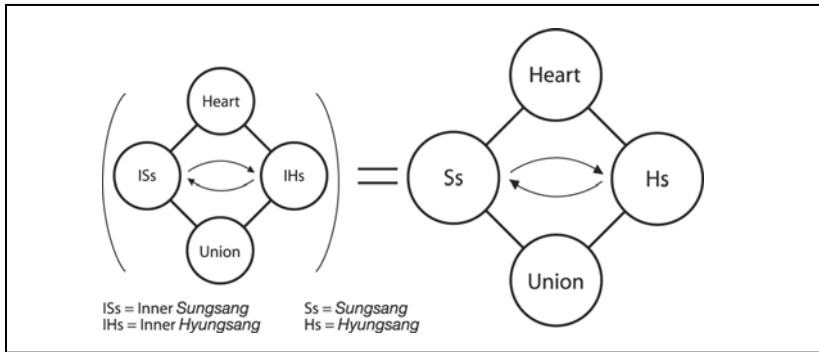 Heart
ISs
IHs
Union
=
Heart
Ss
Hs
Union
ISs = Inner Sungsang
IHs = Inner Hyungsang
Ss = Sungsang
Hs = Hyungsang